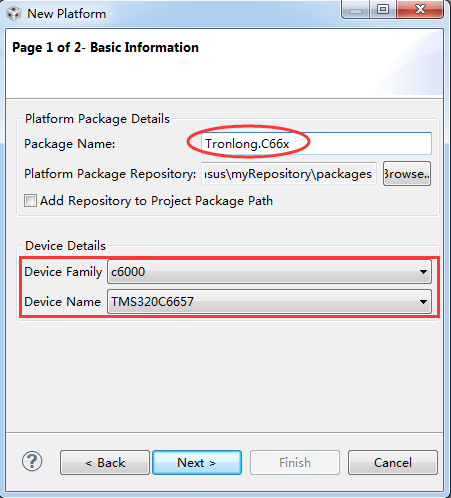 New Platform
Page 1 of 2- Basic Information
Platform Package Details
Package Name: Tronlong.C66x
Platform Package Repository: ısus\myRepository\packages Browse..
Add Repository to Project Package Path
Device Details
Device Family c6000
Device Name TMS320C6657
? < Back Next > Finish Cancel